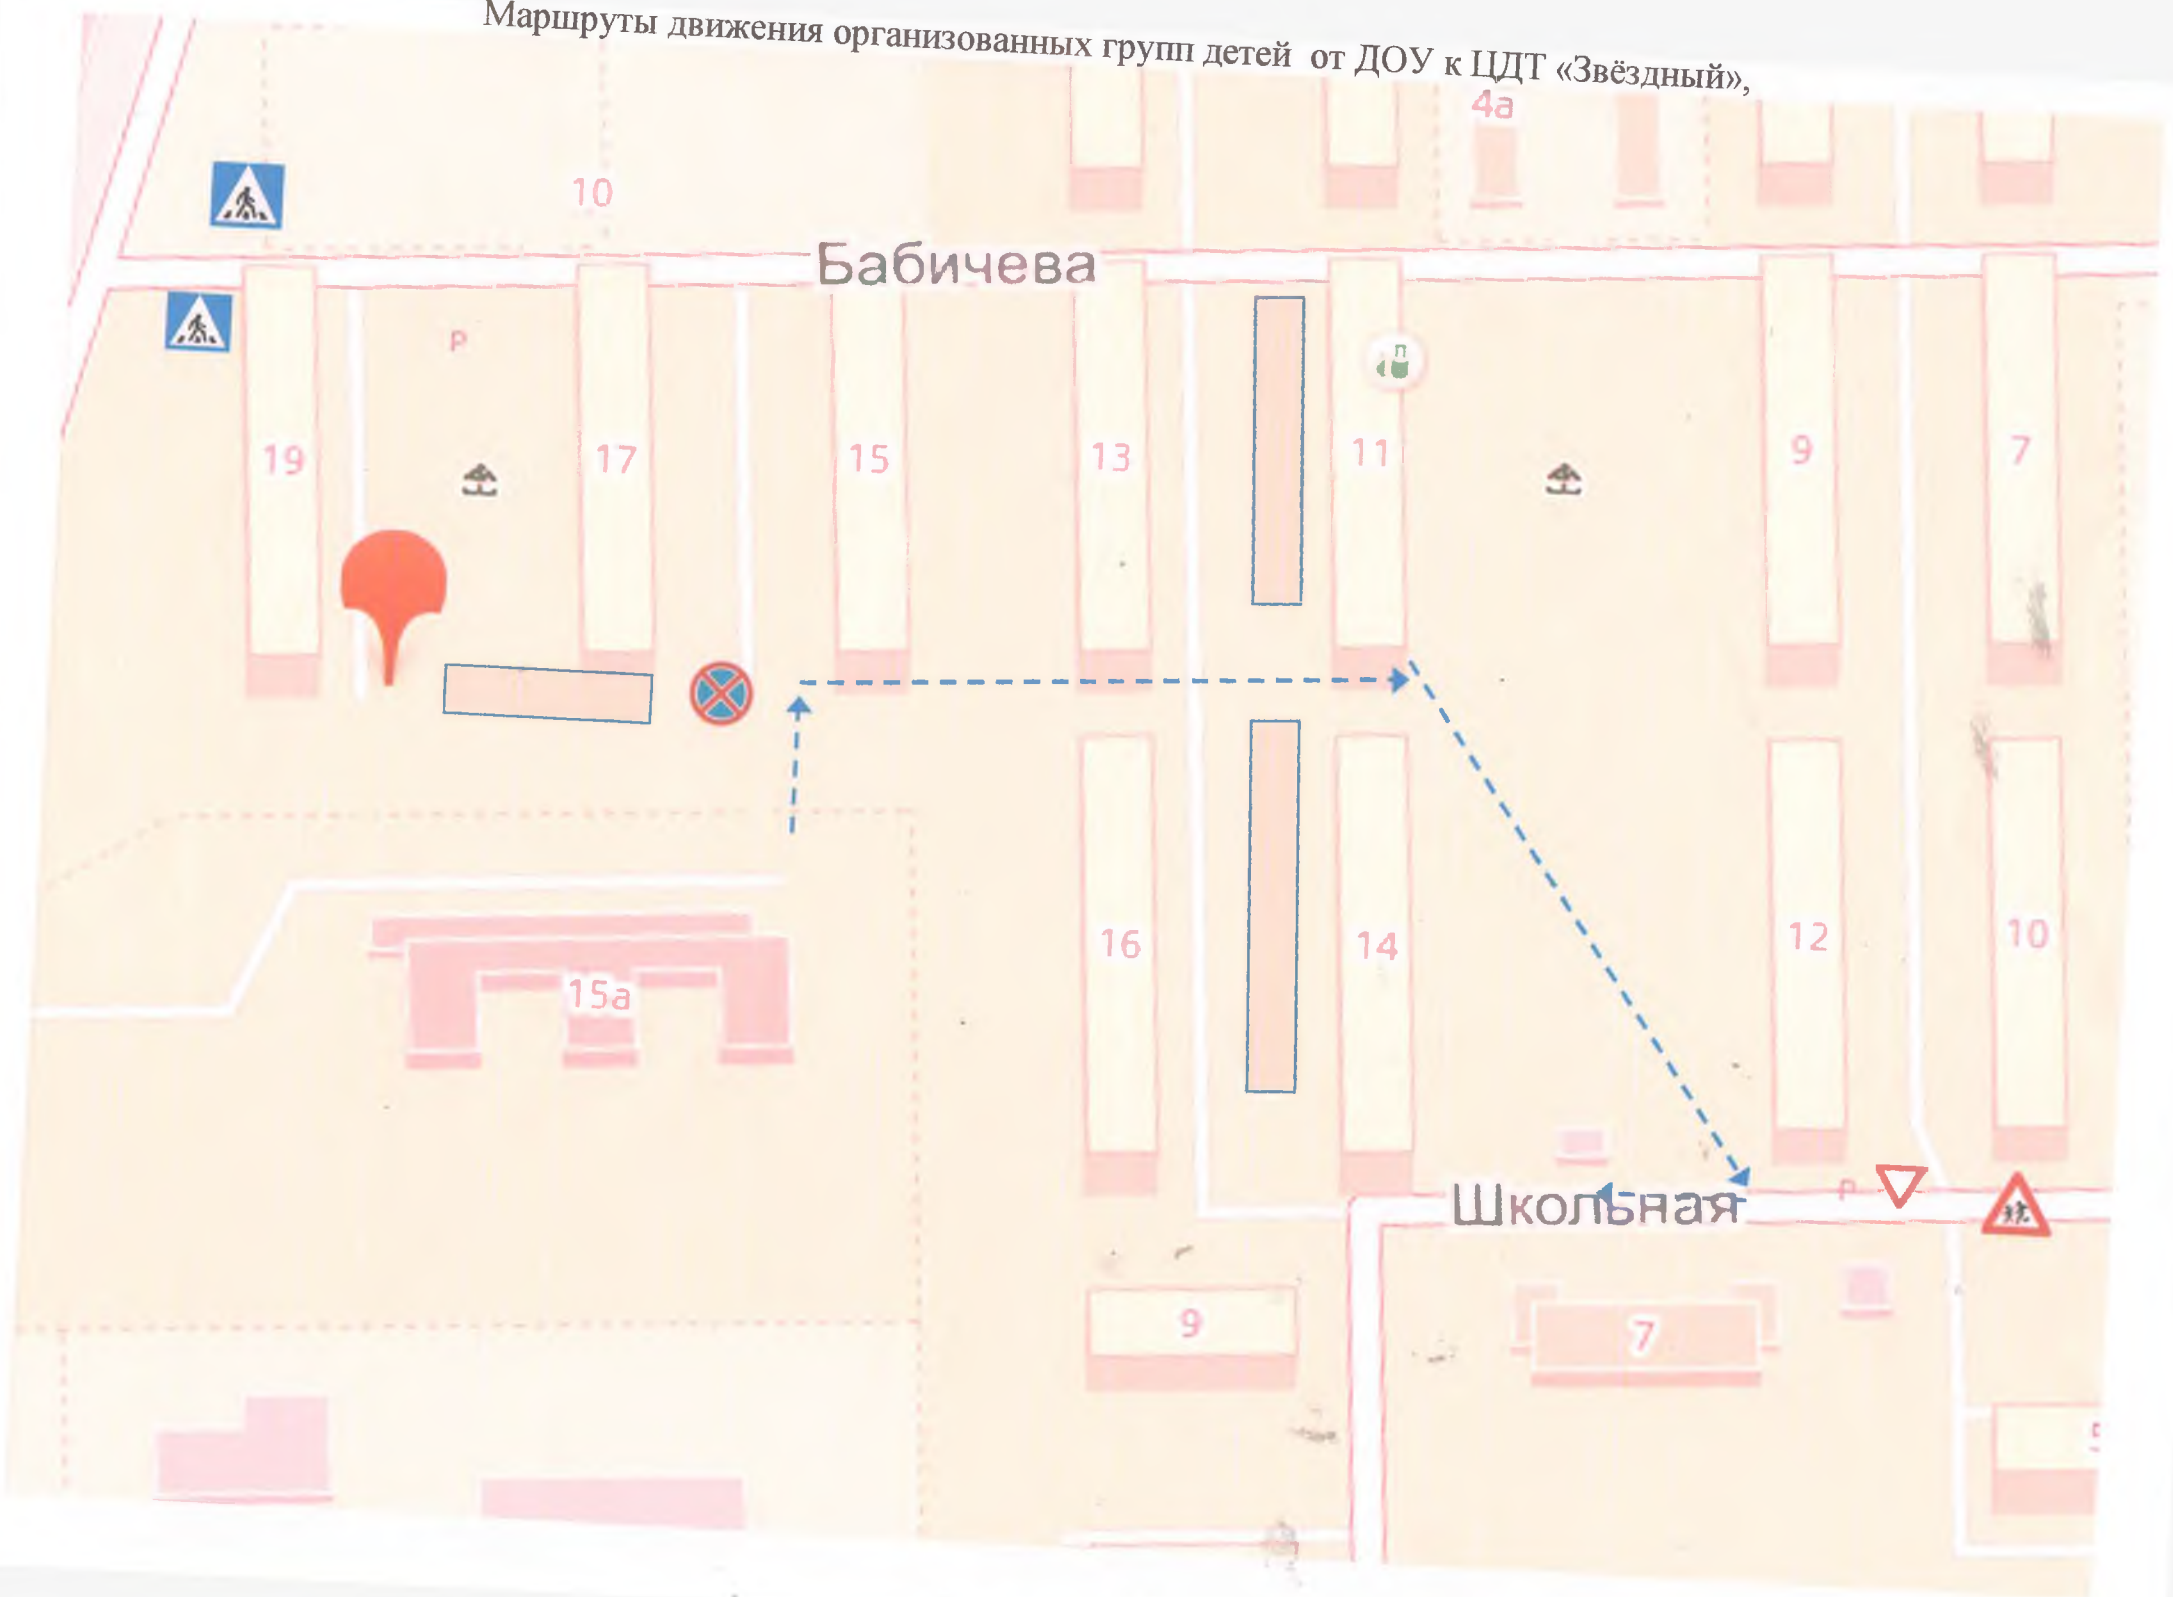 Маршруты движения организованных групп детей от ДОУ к ЦДТ «Звёздный»,
4а
10
Бабичева
Р
п
19
17
15
13
11
9
7
16
14
12
10
15а
Школьная
Р
9
7